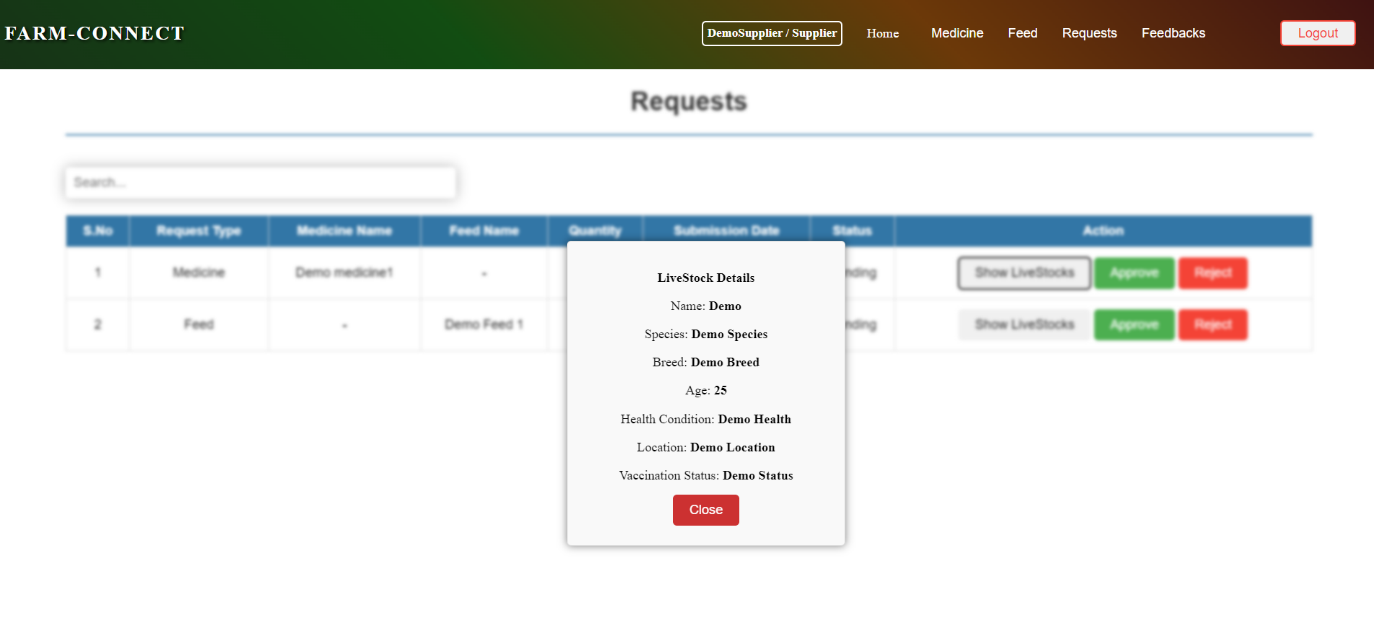 FARM-CONNECT
DemoSupplier / Supplier Home Medicine Feed Requests Feedbacks Logout
Requests
Search...
S.No Request Type Medicine Name Feed Name Quantity Submission Date Status Action
1 Medicine Demo medicine1 - nding Show LiveStocks Approve Reject
2 Feed - Demo Feed 1 nding Show LiveStocks Approve Reject
LiveStock Details
Name: Demo
Species: Demo Species
Breed: Demo Breed
Age: 25
Health Condition: Demo Health
Location: Demo Location
Vaccination Status: Demo Status
Close